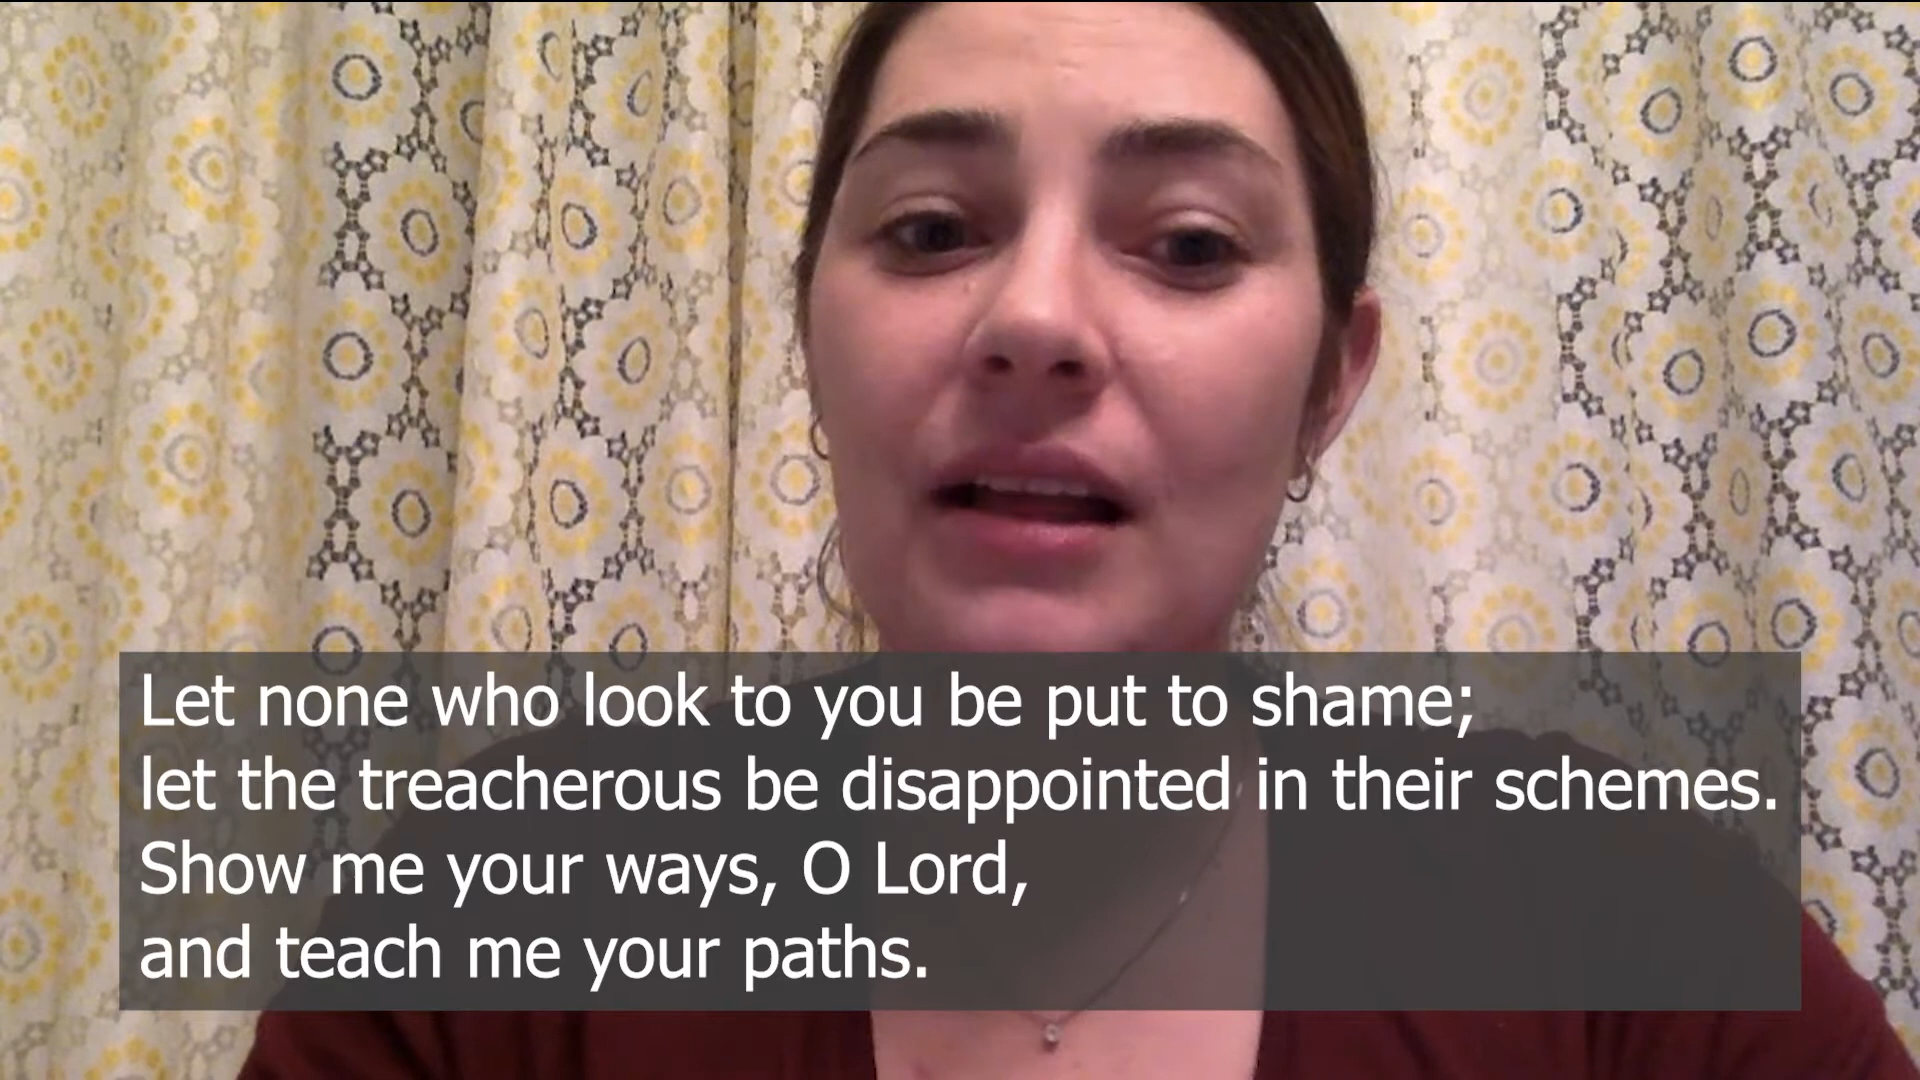 Let none who look to you be put to shame;
let the treacherous be disappointed in their schemes.
Show me your ways, O Lord,
and teach me your paths.